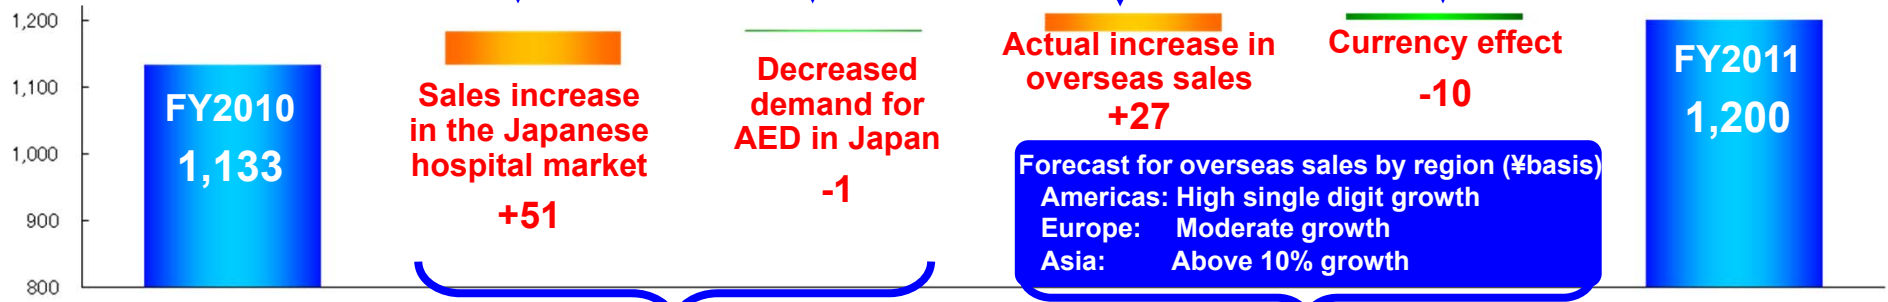 1,200
1,100
1,000
900
800
FY2010
1,133
Sales increase
in the Japanese
hospital market
+51
Decreased
demand for
AED in Japan
-1
Actual increase in
overseas sales
+27
Currency effect
-10
Forecast for overseas sales by region (¥basis)
Americas: High single digit growth
Europe: Moderate growth
Asia: Above 10% growth
FY2011
1,200